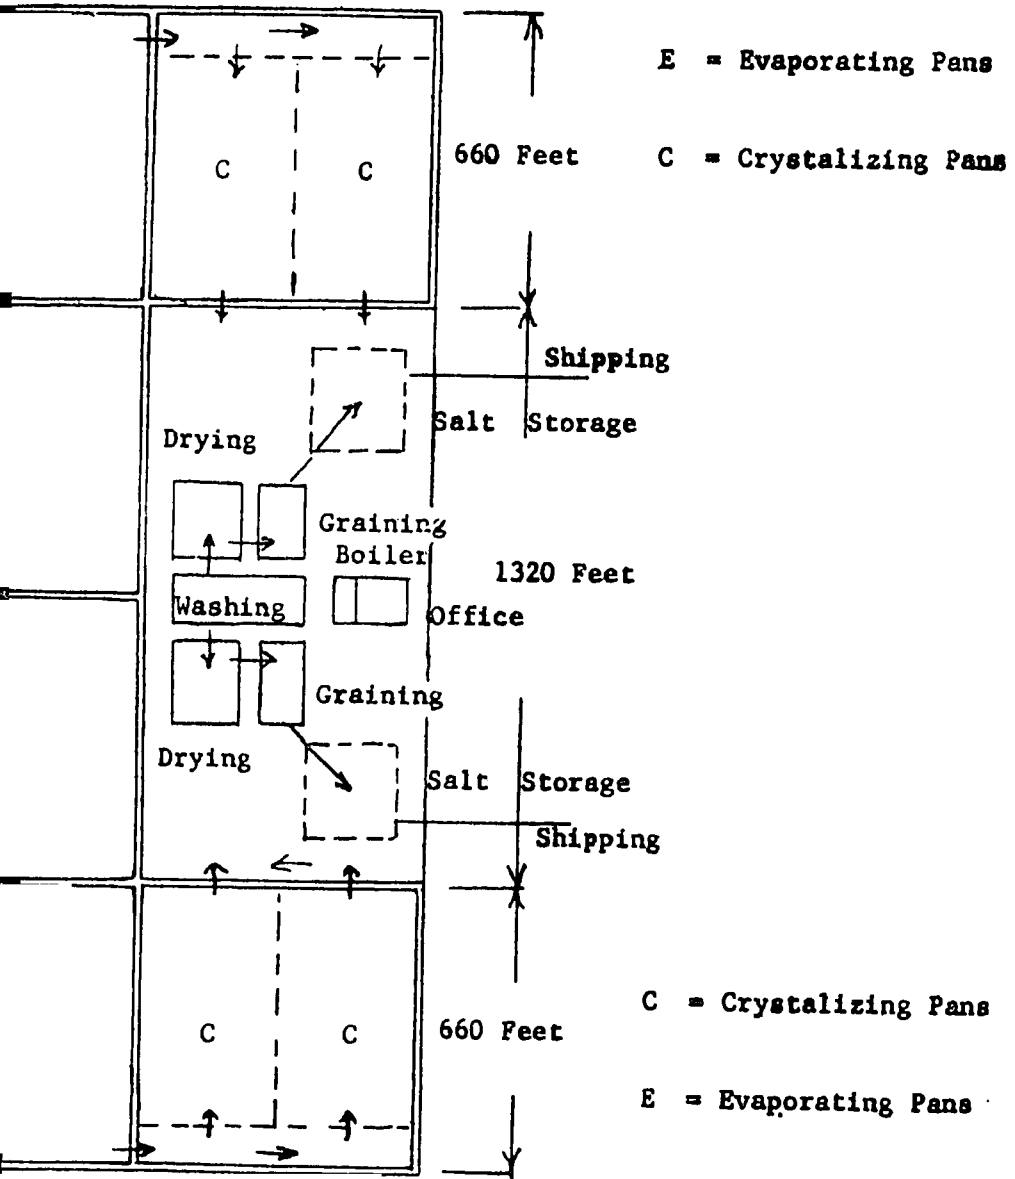 E = Evaporating Pans
660 Feet
C = Crystalizing Pans
C C
Shipping
Salt Storage
Drying
Graining
Boiler
1320 Feet
Washing
Office
Graining
Drying
Salt Storage
Shipping
C = Crystalizing Pans
C C
660 Feet
E = Evaporating Pans